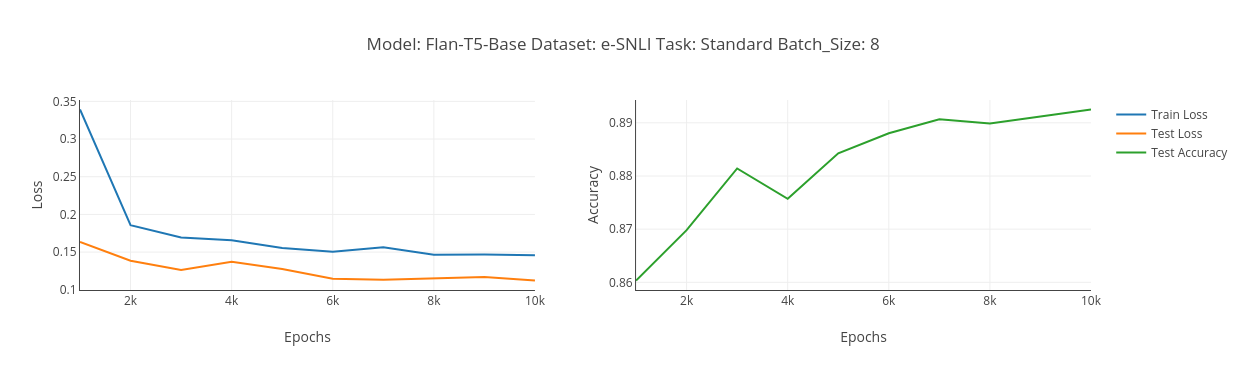 Model: Flan-T5-Base Dataset: e-SNLI Task: Standard Batch_Size: 8
0.35
0.3
0.25
0.2
0.15
0.1
Loss
2k
4k
6k
8k
10k
Epochs
0.89
0.88
0.87
0.86
Accuracy
2k
4k
6k
8k
10k
Epochs
Train Loss
Test Loss
Test Accuracy